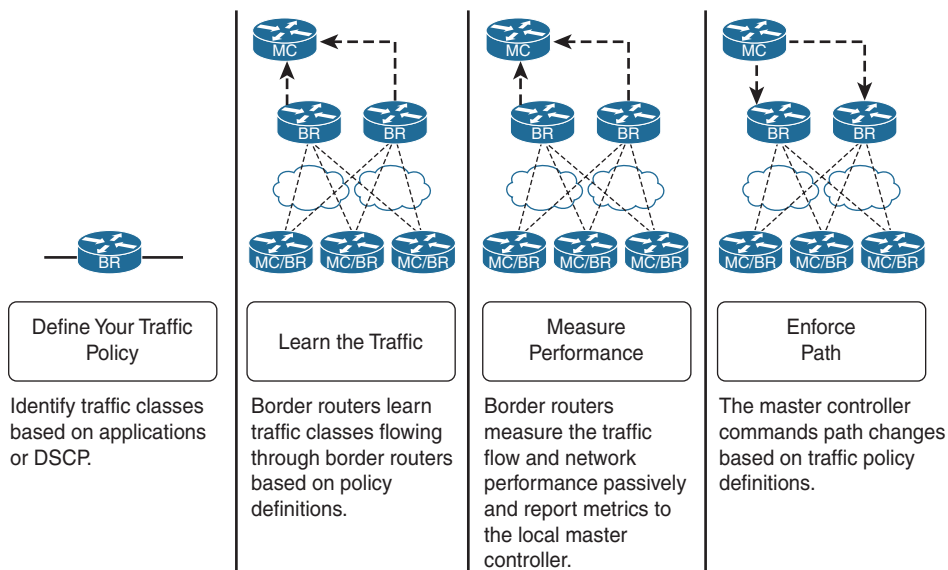 BR
Define Your Traffic
Policy
Identify traffic classes
based on applications
or DSCP.
MC
BR BR
MC/BR MC/BR MC/BR
Learn the Traffic
Border routers learn
traffic classes flowing
through border routers
based on policy
definitions.
MC
BR BR
MC/BR MC/BR MC/BR
Measure
Performance
Border routers
measure the traffic
flow and network
performance passively
and report metrics to
the local master
controller.
MC
BR BR
MC/BR MC/BR MC/BR
Enforce
Path
The master controller
commands path changes
based on traffic policy
definitions.